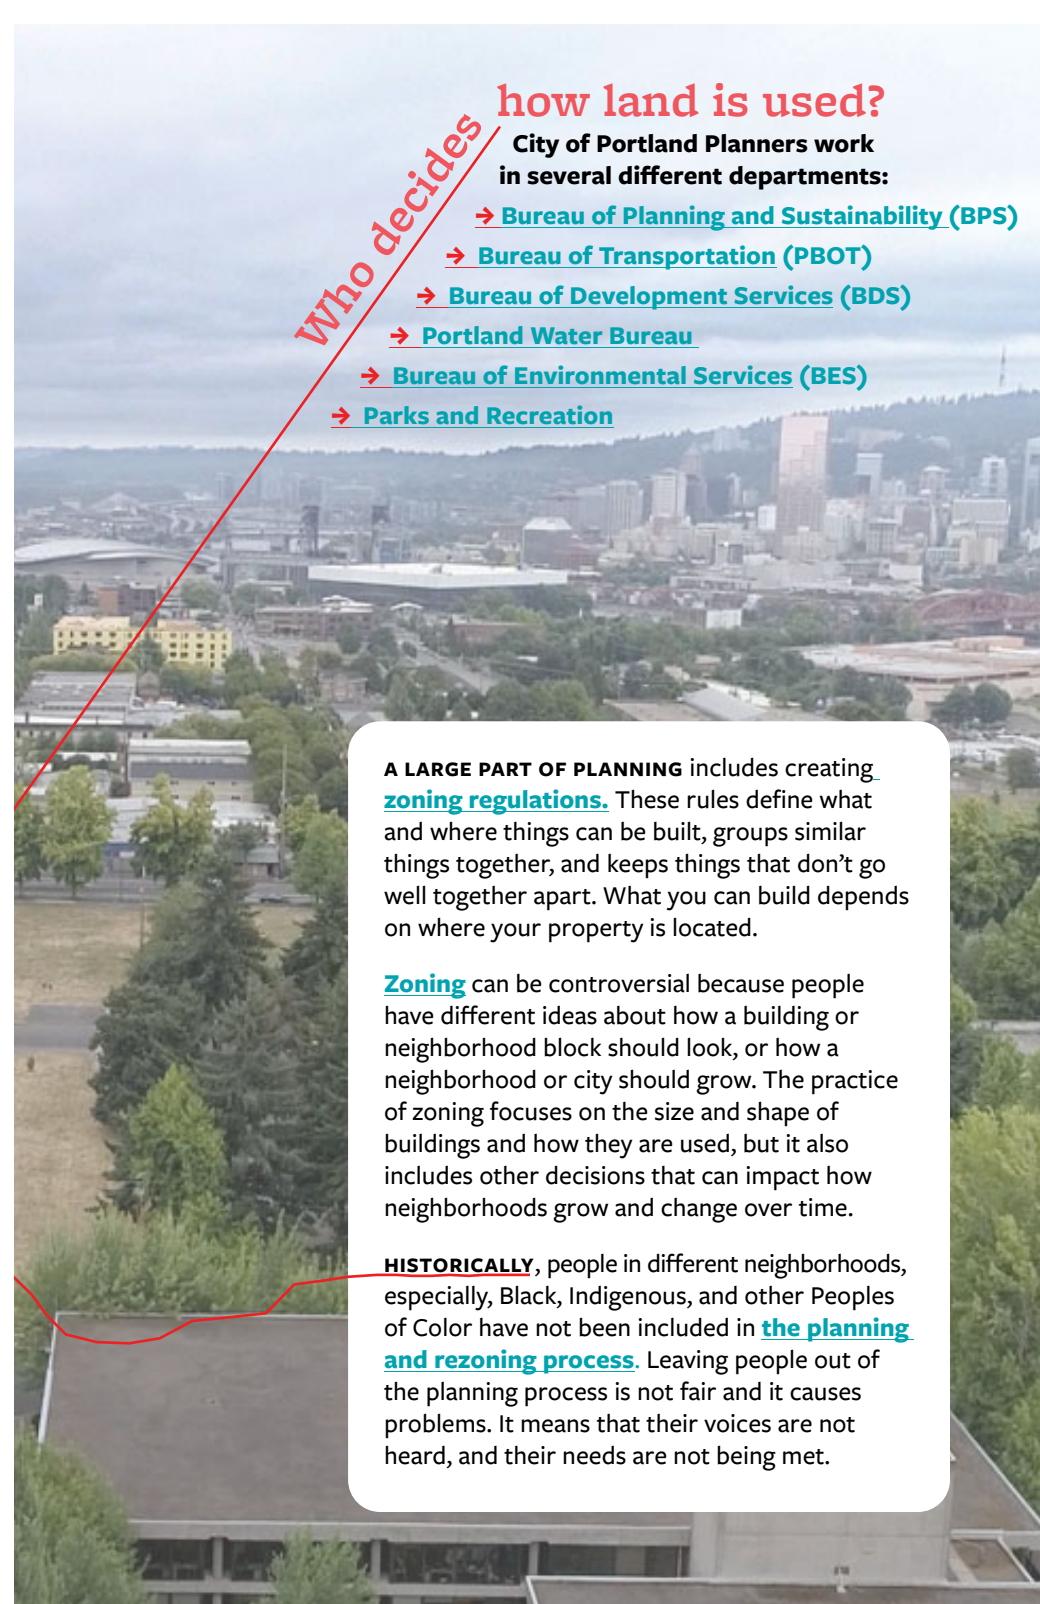 Who decides
how land is used?
City of Portland Planners work
in several different departments:
→ Bureau of Planning and Sustainability (BPS)
→ Bureau of Transportation (PBOT)
→ Bureau of Development Services (BDS)
→ Portland Water Bureau
→ Bureau of Environmental Services (BES)
→ Parks and Recreation
A LARGE PART OF PLANNING includes creating
zoning regulations. These rules define what
and where things can be built, groups similar
things together, and keeps things that don’t go
well together apart. What you can build depends
on where your property is located.
Zoning can be controversial because people
have different ideas about how a building or
neighborhood block should look, or how a
neighborhood or city should grow. The practice
of zoning focuses on the size and shape of
buildings and how they are used, but it also
includes other decisions that can impact how
neighborhoods grow and change over time.
HISTORICALLY, people in different neighborhoods,
especially, Black, Indigenous, and other Peoples
of Color have not been included in the planning
and rezoning process. Leaving people out of
the planning process is not fair and it causes
problems. It means that their voices are not
heard, and their needs are not being met.